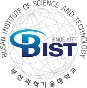 BUSAN INSTITUTE OF SCIENCE AND TECHNOLOGY
SINCE 1977
BIST
부산과학기술대학교